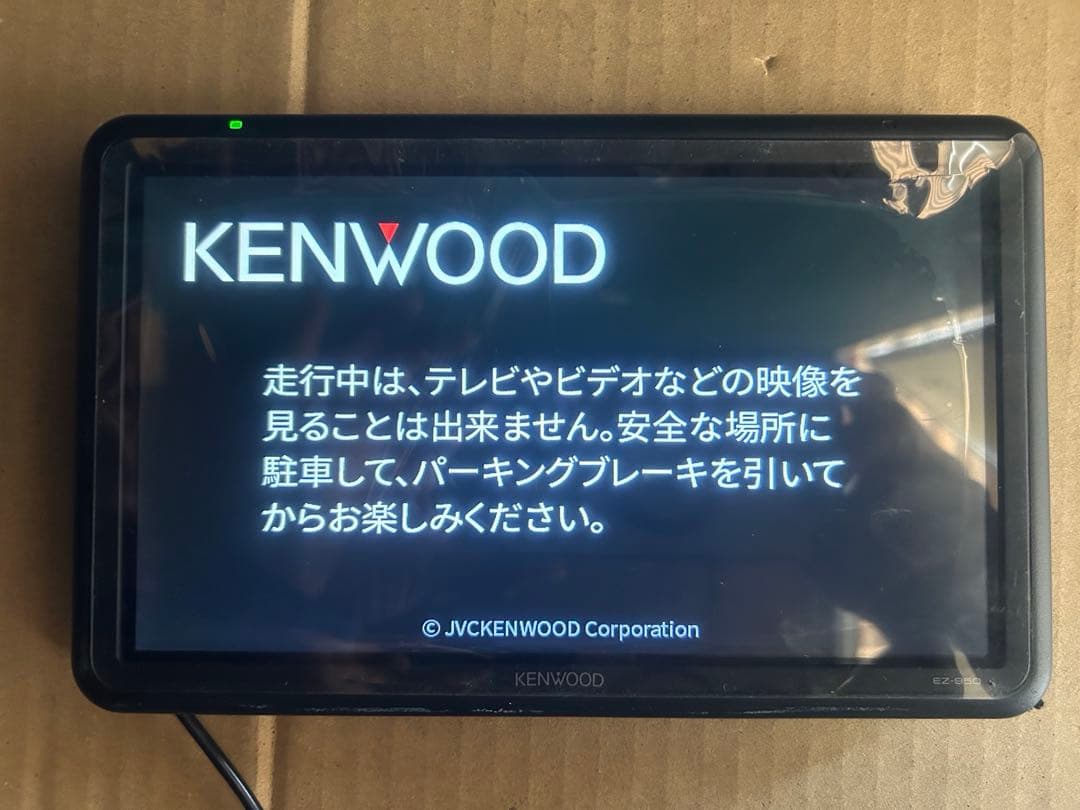 KENWOOD
走行中は、テレビやビデオなどの映像を
見ることは出来ません。安全な場所に
駐車して、パーキングブレーキを引いて
からお楽しみください。
© JVCKENWOOD Corporation
KENWOOD
EZ-950